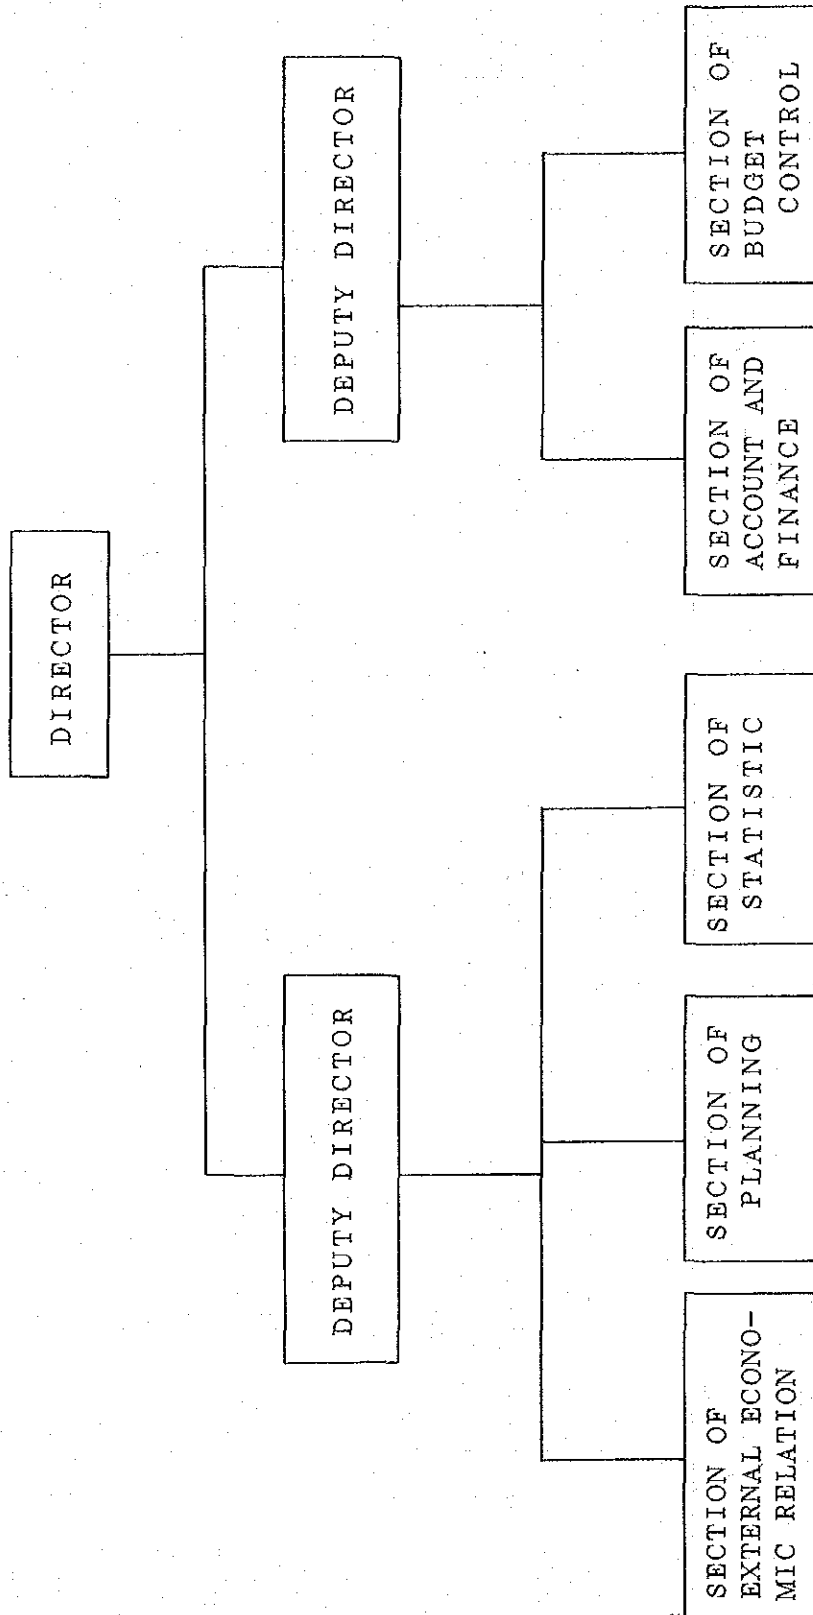 DIRECTOR
DEPUTY DIRECTOR
DEPUTY DIRECTOR
SECTION OF
EXTERNAL ECONO-
MIC RELATION
SECTION OF
PLANNING
SECTION OF
STATISTIC
SECTION OF
ACCOUNT AND
FINANCE
SECTION OF
BUDGET
CONTROL